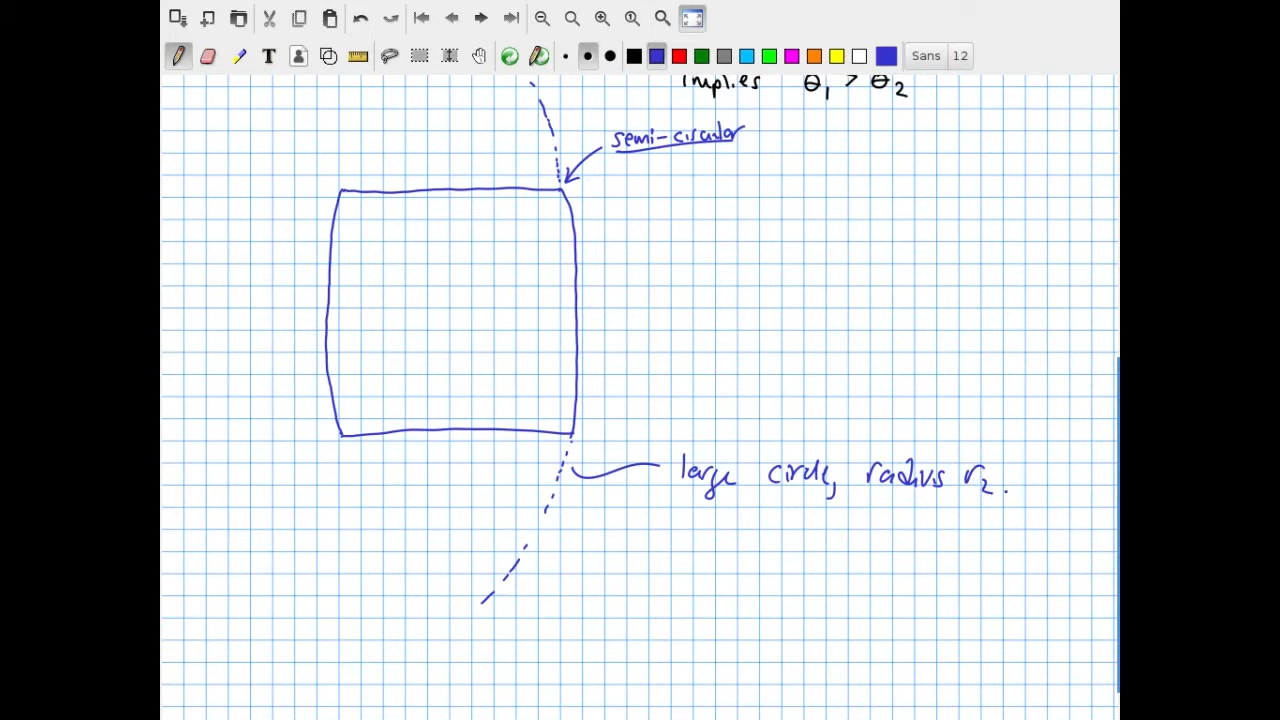 Sans 12
implies θ₁ > θ₂
semi-circular
large circle, radius r₂.